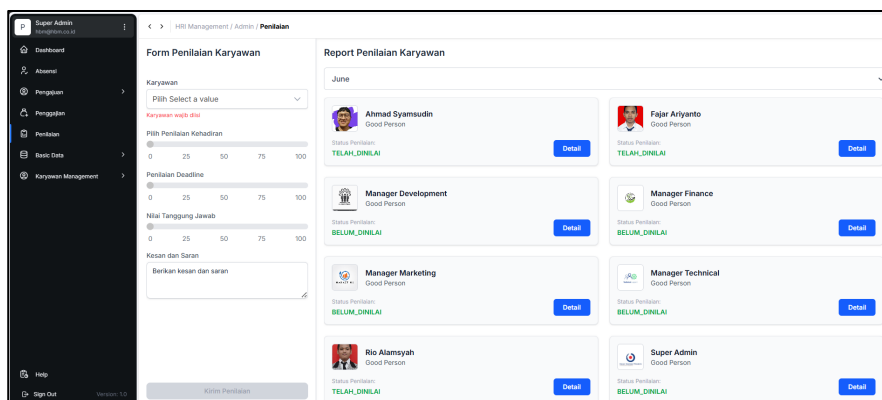 P
Super Admin
hbm@hbm.co.id
Dashboard
Absensi
Pengajuan
Penggajian
Penilaian
Basic Data
Karyawan Management
Help
Sign Out
Version: 1.0
HRI Management / Admin / Penilaian
Form Penilaian Karyawan
Karyawan
Pilih Select a value
Karyawan wajib diisi
Pilih Penilaian Kehadiran
0 25 50 75 100
Penilaian Deadline
0 25 50 75 100
Nilai Tanggung Jawab
0 25 50 75 100
Kesan dan Saran
Berikan kesan dan saran
Kirim Penilaian
Report Penilaian Karyawan
June
Ahmad Syamsudin
Good Person
Status Penilaian:
TELAH_DINILAI
Detail
Fajar Ariyanto
Good Person
Status Penilaian:
TELAH_DINILAI
Detail
Manager Development
Good Person
Status Penilaian:
BELUM_DINILAI
Detail
Manager Finance
Good Person
Status Penilaian:
BELUM_DINILAI
Detail
Manager Marketing
Good Person
Status Penilaian:
BELUM_DINILAI
Detail
Manager Technical
Good Person
Status Penilaian:
BELUM_DINILAI
Detail
Rio Alamsyah
Good Person
Status Penilaian:
TELAH_DINILAI
Detail
Super Admin
Good Person
Status Penilaian:
BELUM_DINILAI
Detail